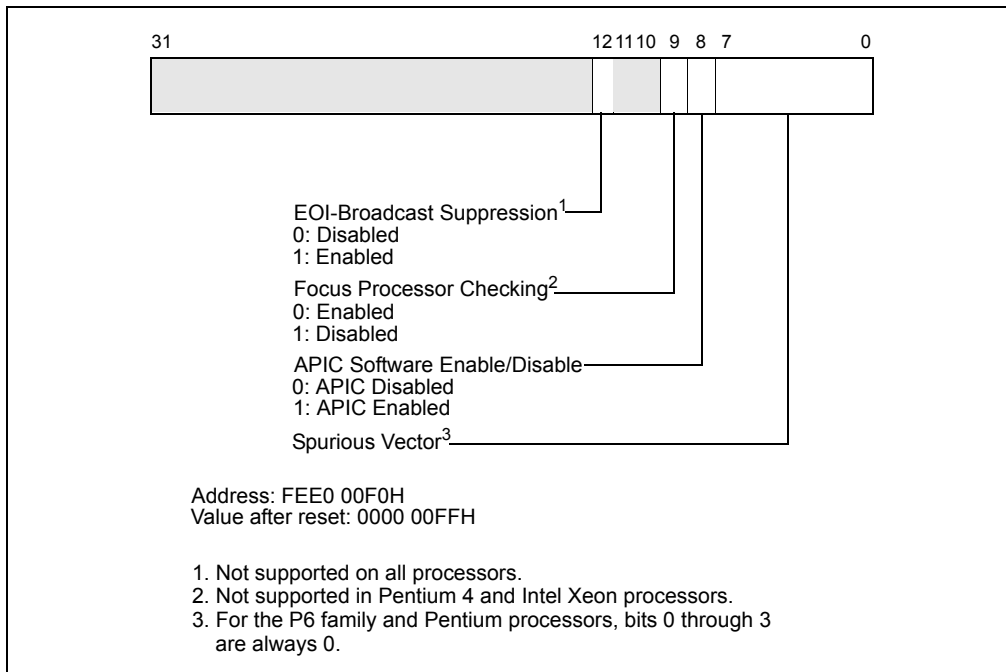 31 12 11 10 9 8 7 0
EOI-Broadcast Suppression1
0: Disabled
1: Enabled
Focus Processor Checking2
0: Enabled
1: Disabled
APIC Software Enable/Disable
0: APIC Disabled
1: APIC Enabled
Spurious Vector3
Address: FEE0 00F0H
Value after reset: 0000 00FFH
1. Not supported on all processors.
2. Not supported in Pentium 4 and Intel Xeon processors.
3. For the P6 family and Pentium processors, bits 0 through 3
are always 0.